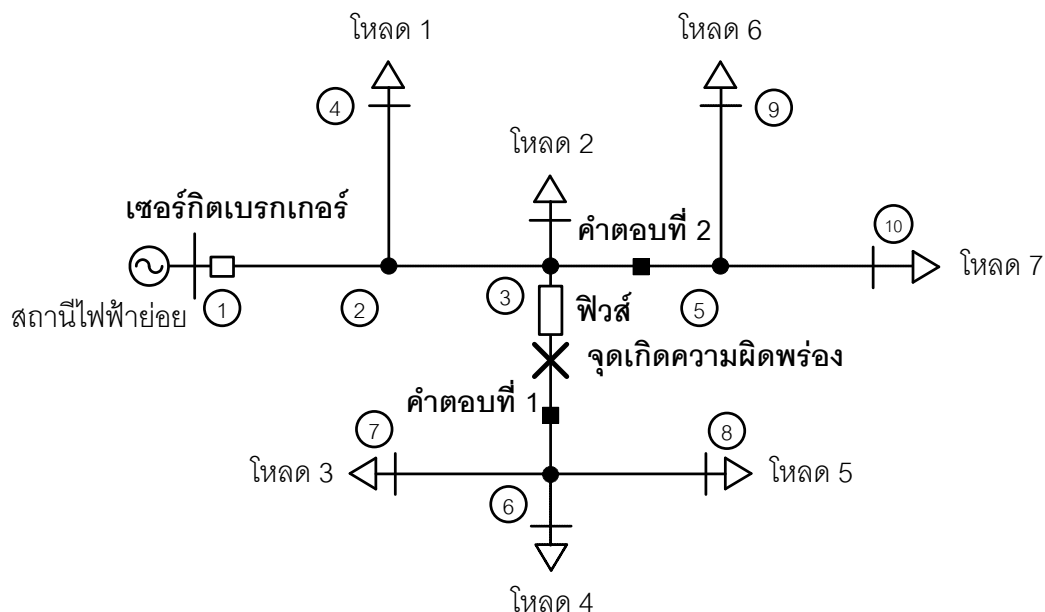 โหลด 1
โหลด 6
4
9
โหลด 2
เซอร์กิตเบรกเกอร์
คำตอบที่ 2
10
โหลด 7
สถานีไฟฟ้าย่อย
1
2
3
ฟิวส์
5
จุดเกิดความผิดพร่อง
คำตอบที่ 1
7
8
โหลด 3
โหลด 5
6
โหลด 4